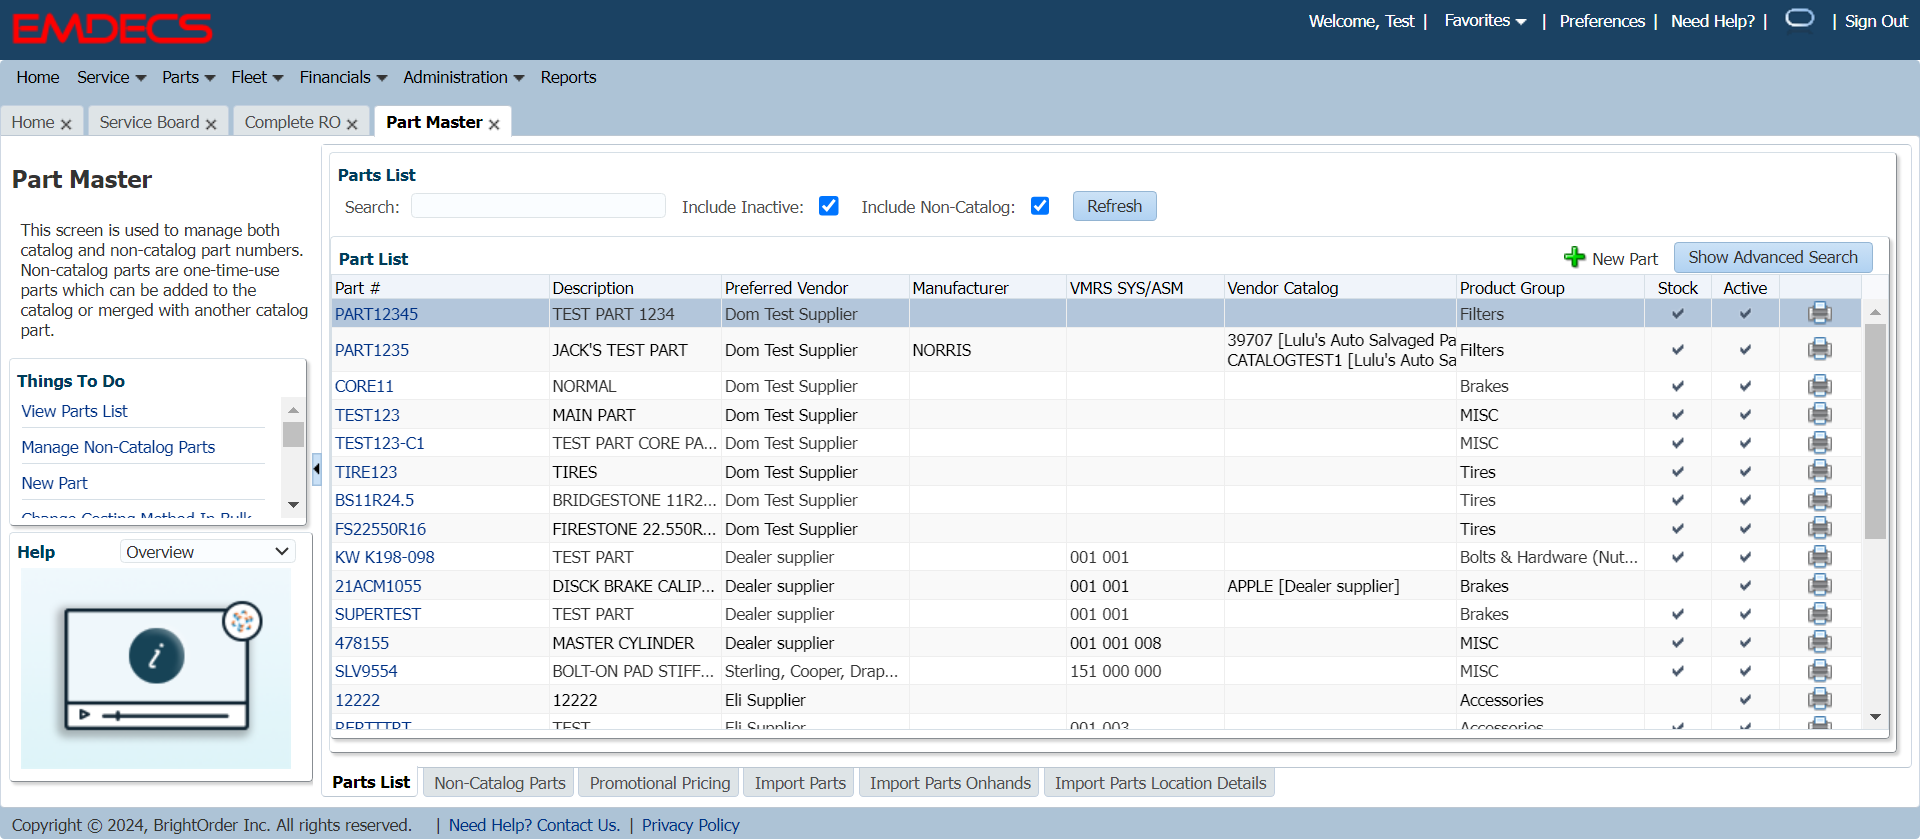 EMDECS
Welcome, Test | Favorites | Preferences | Need Help? | | Sign Out
Home Service Parts Fleet Financials Administration Reports
Home Service Board Complete RO Part Master
Part Master
This screen is used to manage both
catalog and non-catalog part numbers.
Non-catalog parts are one-time-use
parts which can be added to the
catalog or merged with another catalog
part.
Things To Do
View Parts List
Manage Non-Catalog Parts
New Part
Change Costing Method In Bulk
Help Overview
Parts List
Search: Include Inactive: Include Non-Catalog: Refresh
Part List New Part Show Advanced Search
Part # Description Preferred Vendor Manufacturer VMRS SYS/ASM Vendor Catalog Product Group Stock Active
PART12345 TEST PART 1234 Dom Test Supplier Filters
PART1235 JACK'S TEST PART Dom Test Supplier NORRIS 39707 [Lulu's Auto Salvaged Pa Filters
CATALOGTEST1 [Lulu's Auto Sa
CORE11 NORMAL Dom Test Supplier Brakes
TEST123 MAIN PART Dom Test Supplier MISC
TEST123-C1 TEST PART CORE PA... Dom Test Supplier MISC
TIRE123 TIRES Dom Test Supplier Tires
BS11R24.5 BRIDGESTONE 11R2... Dom Test Supplier Tires
FS22550R16 FIRESTONE 22.550R... Dom Test Supplier Tires
KW K198-098 TEST PART Dealer supplier 001 001 Bolts & Hardware (Nut...
21ACM1055 DISCK BRAKE CALIP... Dealer supplier 001 001 APPLE [Dealer supplier] Brakes
SUPERTEST TEST PART Dealer supplier 001 001 Brakes
478155 MASTER CYLINDER Dealer supplier 001 001 008 MISC
SLV9554 BOLT-ON PAD STIFF... Sterling, Cooper, Drap... 151 000 000 MISC
12222 12222 Eli Supplier Accessories
TEST Eli Supplier 001 003 Accessories
Parts List Non-Catalog Parts Promotional Pricing Import Parts Import Parts Onhands Import Parts Location Details
Copyright © 2024, BrightOrder Inc. All rights reserved. | Need Help? Contact Us. | Privacy Policy